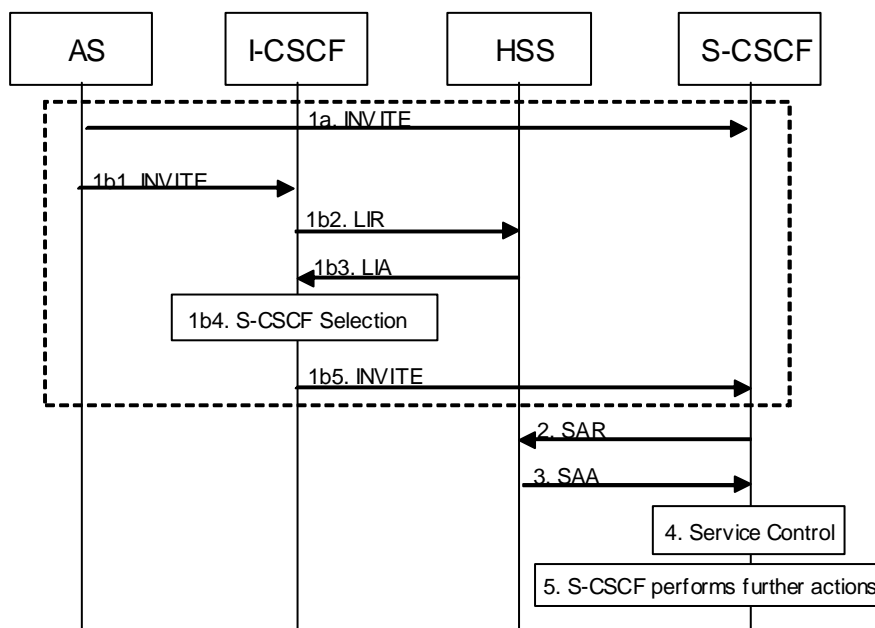 AS
I-CSCF
HSS
S-CSCF
1a. INVITE
1b1. INVITE
1b2. LIR
1b3. LIA
1b4. S-CSCF Selection
1b5. INVITE
2. SAR
3. SAA
4. Service Control
5. S-CSCF performs further actions